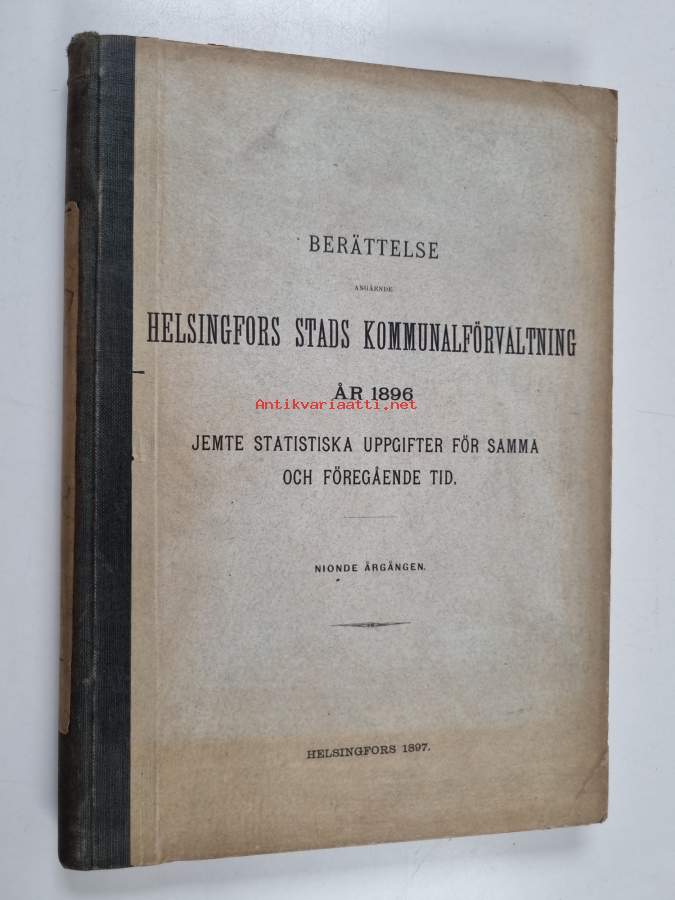 BERÄTTELSE
ANGÅENDE
HELSINGFORS STADS KOMMUNALFÖRVALTNING
ÅR 1896
Antikvariaatti.net
JEMTE STATISTISKA UPPGIFTER FÖR SAMMA
OCH FÖREGÅENDE TID.
NIONDE ÅRGÅNGEN.
HELSINGFORS 1897.